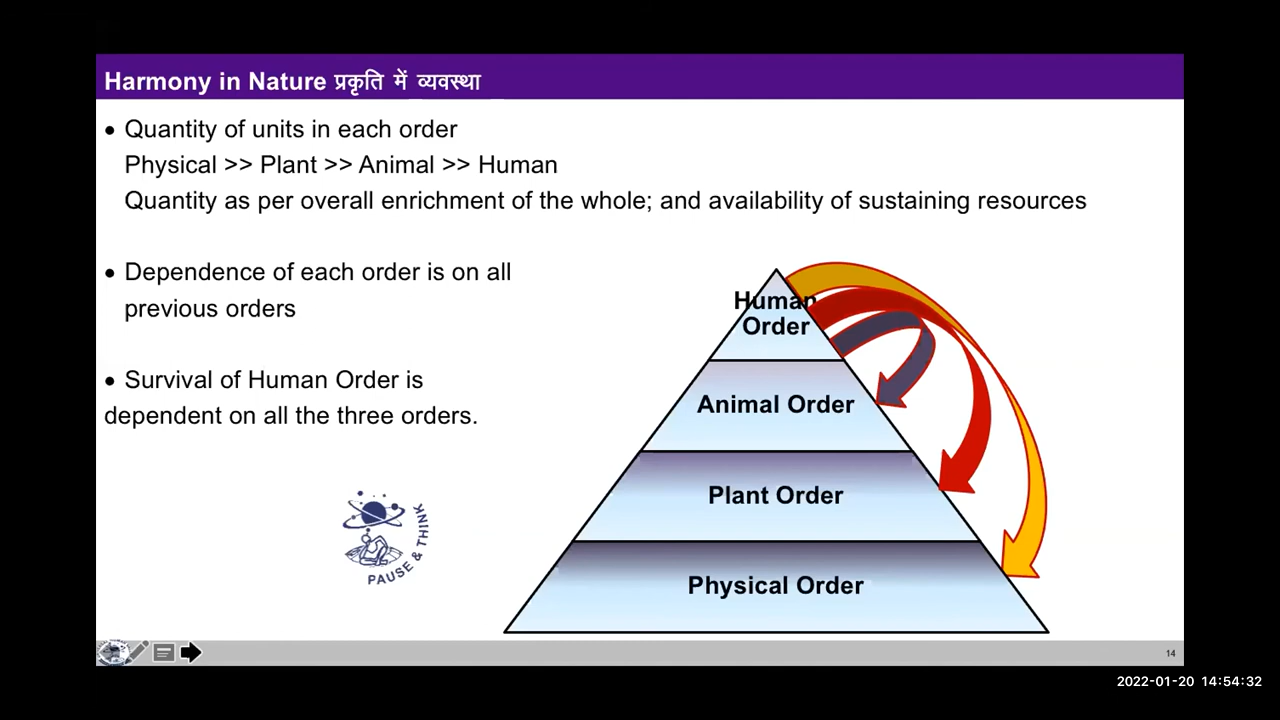 Harmony in Nature प्रकृति में व्यवस्था
• Quantity of units in each order
Physical >> Plant >> Animal >> Human
Quantity as per overall enrichment of the whole; and availability of sustaining resources
• Dependence of each order is on all
previous orders
• Survival of Human Order is
dependent on all the three orders.
Human
Order
Animal Order
Plant Order
Physical Order
PAUSE & THINK
14
2022-01-20 14:54:32